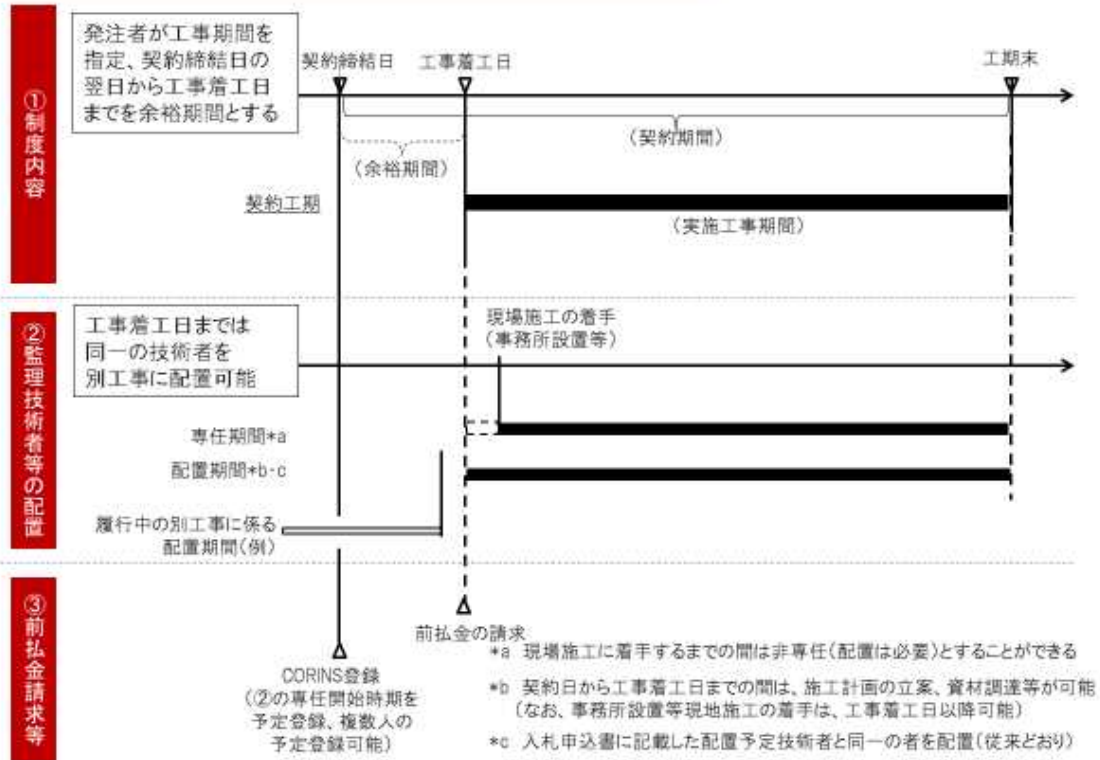 ①制度内容
発注者が工事期間を
指定、契約締結日の
翌日から工事着工日
までを余裕期間とする
契約締結日
工事着工日
工期末
(契約期間)
(余裕期間)
契約工期
(実施工事期間)
②監理技術者等の配置
工事着工日までは
同一の技術者を
別工事に配置可能
現場施工の着手
(事務所設置等)
専任期間*a
配置期間*b・c
履行中の別工事に係る
配置期間(例)
③前払金請求等
前払金の請求
CORINS登録
(②の専任開始時期を
予定登録、複数人の
予定登録可能)
*a 現場施工に着手するまでの間は非専任(配置は必要)とすることができる
*b 契約日から工事着工日までの間は、施工計画の立案、資材調達等が可能
(なお、事務所設置等現地施工の着手は、工事着工日以降可能)
*c 入札申込書に記載した配置予定技術者と同一の者を配置(従来どおり)